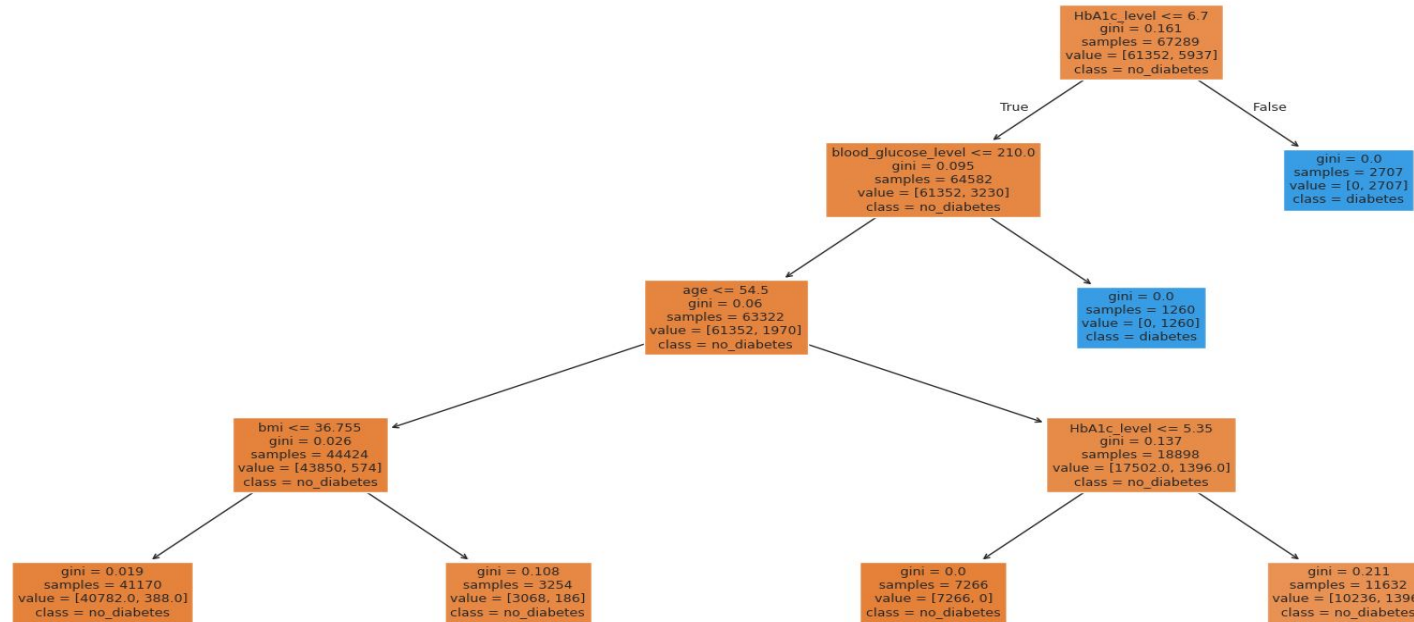 HbA1c_level <= 6.7
gini = 0.161
samples = 67289
value = [61352, 5937]
class = no_diabetes
True
False
blood_glucose_level <= 210.0
gini = 0.095
samples = 64582
value = [61352, 3230]
class = no_diabetes
gini = 0.0
samples = 2707
value = [0, 2707]
class = diabetes
age <= 54.5
gini = 0.06
samples = 63322
value = [61352, 1970]
class = no_diabetes
gini = 0.0
samples = 1260
value = [0, 1260]
class = diabetes
bmi <= 36.755
gini = 0.026
samples = 44424
value = [43850, 574]
class = no_diabetes
HbA1c_level <= 5.35
gini = 0.137
samples = 18898
value = [17502.0, 1396.0]
class = no_diabetes
gini = 0.019
samples = 41170
value = [40782.0, 388.0]
class = no_diabetes
gini = 0.108
samples = 3254
value = [3068, 186]
class = no_diabetes
gini = 0.0
samples = 7266
value = [7266, 0]
class = no_diabetes
gini = 0.211
samples = 11632
value = [10236, 1396
class = no_diabetes